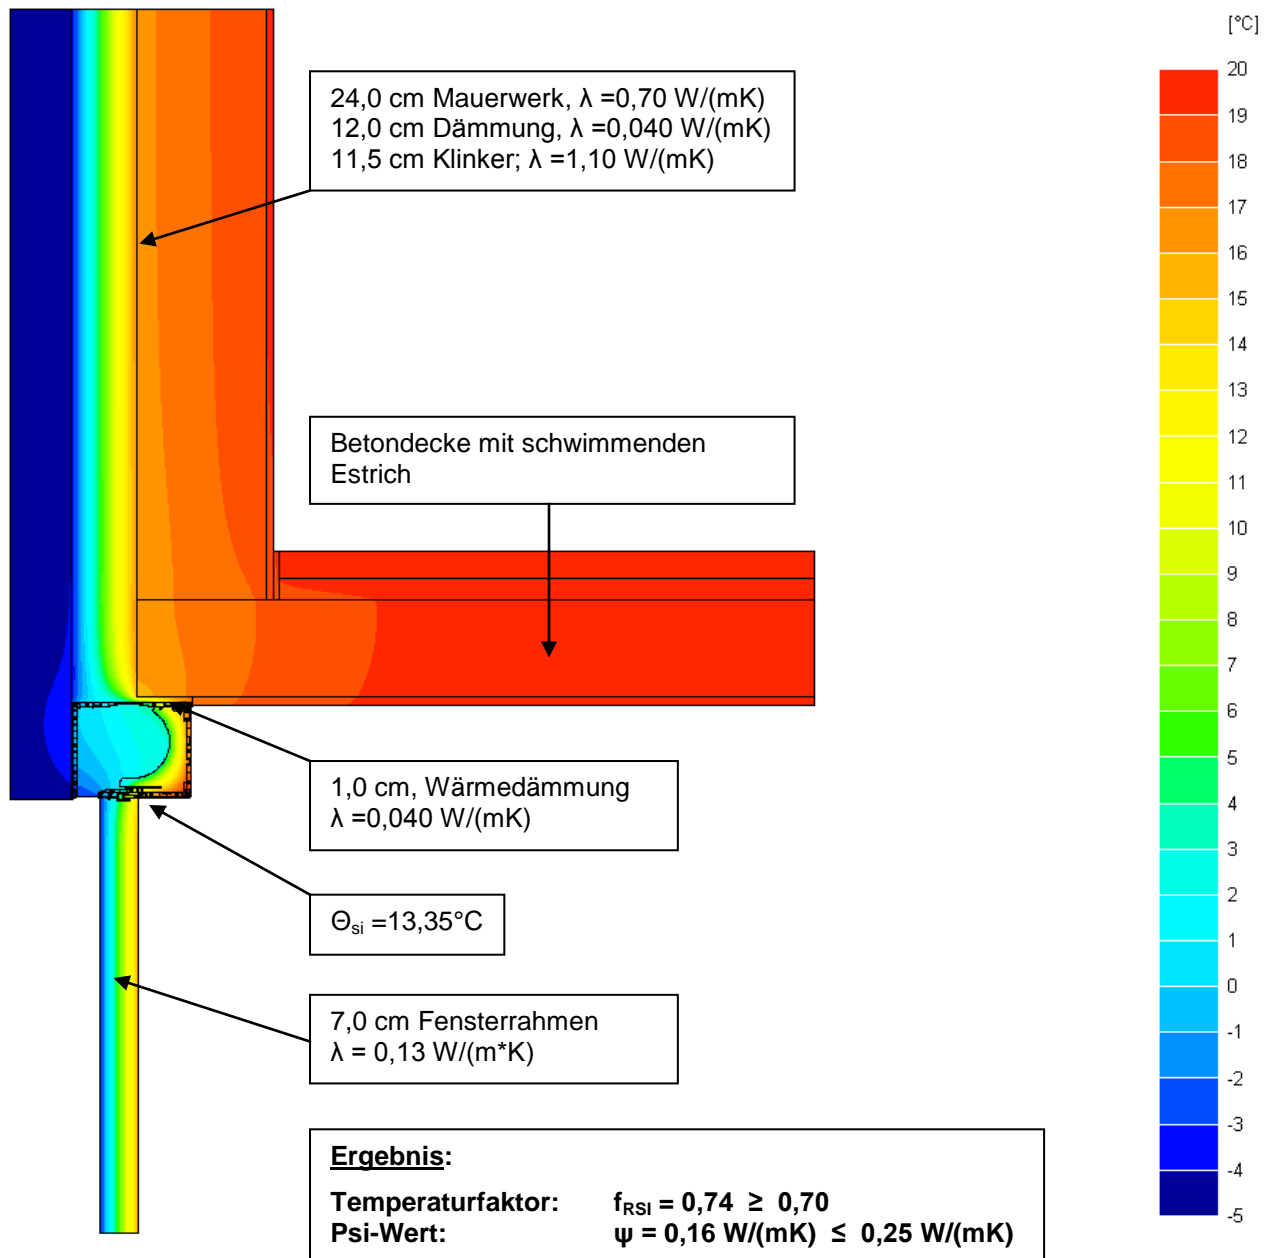 [°C]
24,0 cm Mauerwerk, λ =0,70 W/(mK)
12,0 cm Dämmung, λ =0,040 W/(mK)
11,5 cm Klinker; λ =1,10 W/(mK)
Betondecke mit schwimmenden
Estrich
1,0 cm, Wärmedämmung
λ =0,040 W/(mK)
Θsi =13,35°C
7,0 cm Fensterrahmen
λ = 0,13 W/(m*K)
Ergebnis:
Temperaturfaktor: fRSI = 0,74 ≥ 0,70
Psi-Wert: ψ = 0,16 W/(mK) ≤ 0,25 W/(mK)
20
19
18
17
16
15
14
13
12
11
10
9
8
7
6
5
4
3
2
1
0
-1
-2
-3
-4
-5